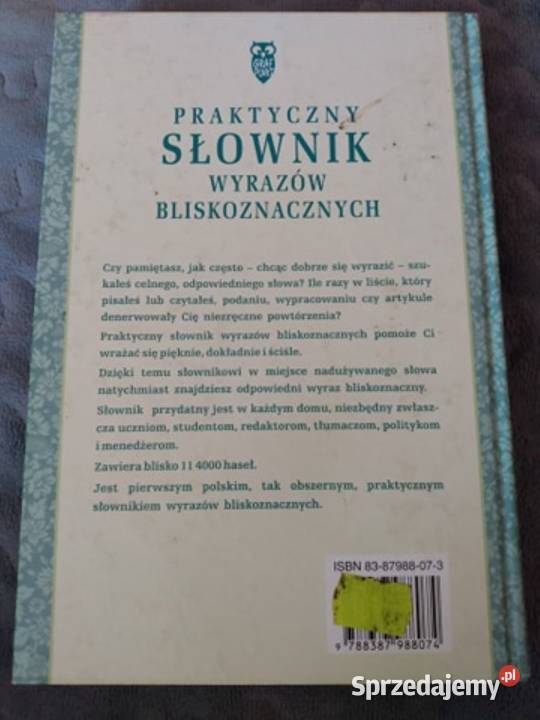 GRAF
PUNKT
PRAKTYCZNY
SŁOWNIK
WYRAZÓW
BLISKOZNACZNYCH
Czy pamiętasz, jak często – chcąc dobrze się wyrazić – szu-
kałeś celnego, odpowiedniego słowa? Ile razy w liście, który
pisałeś lub czytałeś, podaniu, wypracowaniu czy artykule
denerwowały Cię niezręczne powtórzenia?
Praktyczny słownik wyrazów bliskoznacznych pomoże Ci
wrażać się pięknie, dokładnie i ściśle.
Dzięki temu słownikowi w miejsce nadużywanego słowa
natychmiast znajdziesz odpowiedni wyraz bliskoznaczny.
Słownik przydatny jest w każdym domu, niezbędny zwłasz-
cza uczniom, studentom, redaktorom, tłumaczom, politykom
i menedżerom.
Zawiera blisko 11 4000 haseł.
Jest pierwszym polskim, tak obszernym, praktycznym
słownikiem wyrazów bliskoznacznych.
ISBN 83-87988-07-3
9 788387 988074
Sprzedajemy.pl